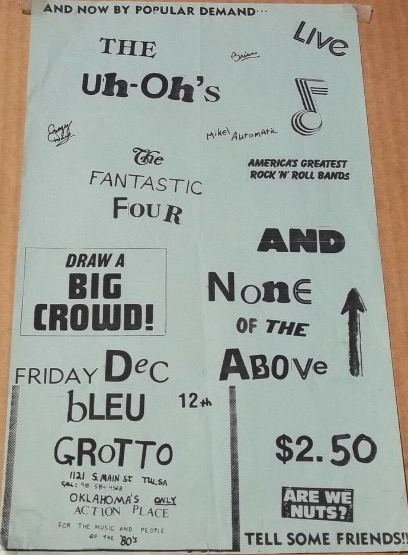 AND NOW BY POPULAR DEMAND...
LIVE
THE
Brian
Uh-Oh's
Mikel Automatic
The
FANTASTIC
FOUR
AMERICA'S GREATEST
ROCK 'N' ROLL BANDS
AND
DRAW A
BIG
CROWD!
NONE
OF THE
ABOVe
FRIDAY DeC
12th
bLEU
GROTTO
1121 S. MAIN ST TULSA
OKLAHOMA'S ONLY
ACTION PLACE
FOR THE MUSIC AND PEOPLE
OF THE '80's
$2.50
ARE WE
NUTS?
TELL SOME FRIENDS!!